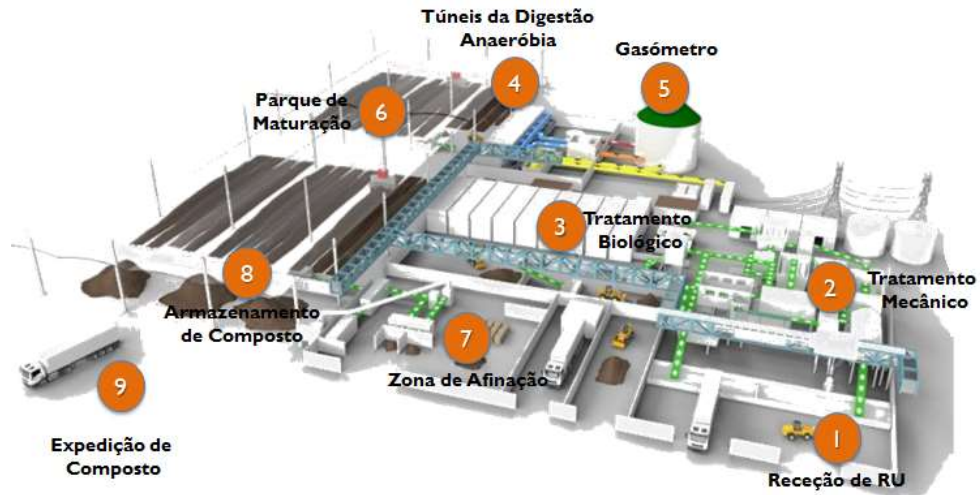 Túneis da Digestão
Anaeróbia
4
Gasómetro
5
Parque de
Maturação
6
3
Tratamento
Biológico
2
Tratamento
Mecânico
8
Armazenamento
de Composto
7
Zona de Afinação
9
Expedição de
Composto
1
Receção de RU